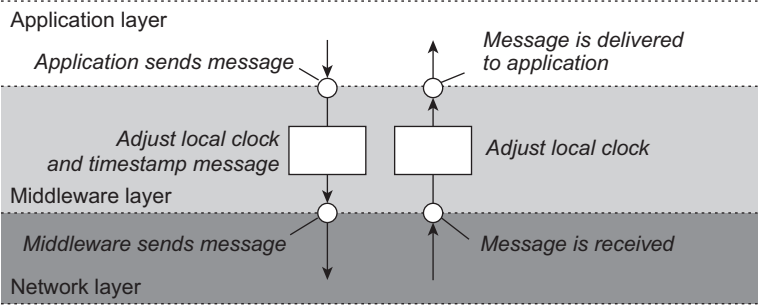 Application layer
Application sends message
Message is delivered
to application
Adjust local clock
and timestamp message
Adjust local clock
Middleware layer
Middleware sends message
Message is received
Network layer